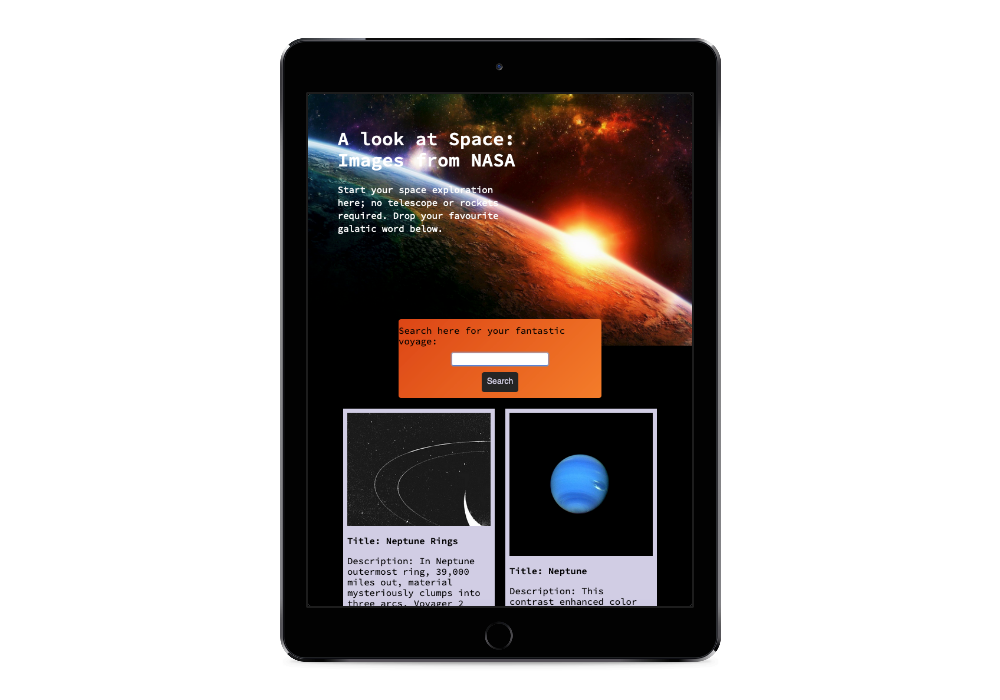 A look at Space:
Images from NASA
Start your space exploration
here; no telescope or rockets
required. Drop your favourite
galatic word below.
Search here for your fantastic
voyage:
Search
Title: Neptune Rings
Description: In Neptune
outermost ring, 39,000
miles out, material
mysteriously clumps into
three arcs. Voyager 2
Title: Neptune
Description: This
contrast enhanced color